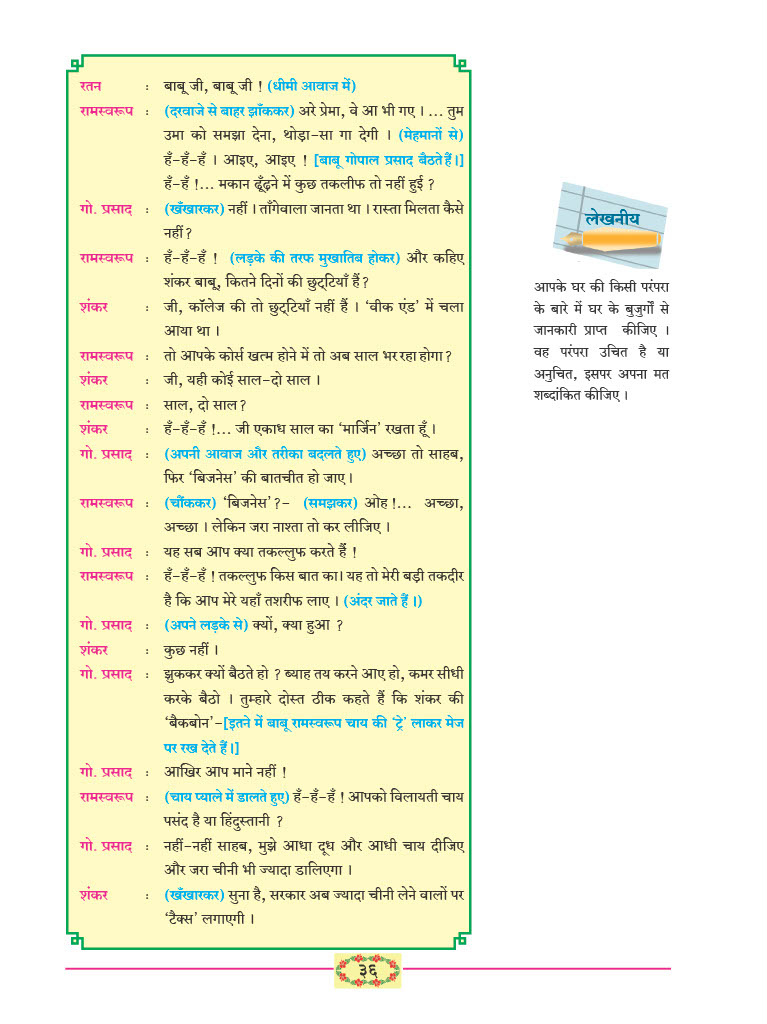 रतन : बाबू जी, बाबू जी ! (धीमी आवाज में)
रामस्वरूप : (दरवाजे से बाहर झाँककर) अरे प्रेमा, वे आ भी गए । ... तुम
उमा को समझा देना, थोड़ा-सा गा देगी । (मेहमानों से)
हँ-हँ-हँ । आइए, आइए ! [बाबू गोपाल प्रसाद बैठते हैं।]
हँ-हँ !... मकान ढूँढ़ने में कुछ तकलीफ तो नहीं हुई ?
गो. प्रसाद : (खँखारकर) नहीं । ताँगेवाला जानता था । रास्ता मिलता कैसे
नहीं ?
रामस्वरूप : हँ-हँ-हँ ! (लड़के की तरफ मुखातिब होकर) और कहिए
शंकर बाबू, कितने दिनों की छुट्टियाँ हैं ?
शंकर : जी, कॉलेज की तो छुट्टियाँ नहीं हैं । ‘वीक एंड’ में चला
आया था ।
रामस्वरूप : तो आपके कोर्स खत्म होने में तो अब साल भर रहा होगा ?
शंकर : जी, यही कोई साल-दो साल ।
रामस्वरूप : साल, दो साल ?
शंकर : हँ-हँ-हँ !... जी एकाध साल का ‘मार्जिन’ रखता हूँ ।
गो. प्रसाद : (अपनी आवाज और तरीका बदलते हुए) अच्छा तो साहब,
फिर ‘बिजनेस’ की बातचीत हो जाए ।
रामस्वरूप : (चौंककर) ‘बिजनेस’ ?- (समझकर) ओह !... अच्छा,
अच्छा । लेकिन जरा नाश्ता तो कर लीजिए ।
गो. प्रसाद : यह सब आप क्या तकल्लुफ करते हैं !
रामस्वरूप : हँ-हँ-हँ ! तकल्लुफ किस बात का। यह तो मेरी बड़ी तकदीर
है कि आप मेरे यहाँ तशरीफ लाए । (अंदर जाते हैं ।)
गो. प्रसाद : (अपने लड़के से) क्यों, क्या हुआ ?
शंकर : कुछ नहीं ।
गो. प्रसाद : झुककर क्यों बैठते हो ? ब्याह तय करने आए हो, कमर सीधी
करके बैठो । तुम्हारे दोस्त ठीक कहते हैं कि शंकर की
‘बैकबोन’-[इतने में बाबू रामस्वरूप चाय की ‘ट्रे’ लाकर मेज
पर रख देते हैं।]
गो. प्रसाद : आखिर आप माने नहीं !
रामस्वरूप : (चाय प्याले में डालते हुए) हँ-हँ-हँ ! आपको विलायती चाय
पसंद है या हिंदुस्तानी ?
गो. प्रसाद : नहीं-नहीं साहब, मुझे आधा दूध और आधी चाय दीजिए
और जरा चीनी भी ज्यादा डालिएगा ।
शंकर : (खँखारकर) सुना है, सरकार अब ज्यादा चीनी लेने वालों पर
‘टैक्स’ लगाएगी ।
लेखनीय
आपके घर की किसी परंपरा
के बारे में घर के बुजुर्गों से
जानकारी प्राप्त कीजिए ।
वह परंपरा उचित है या
अनुचित, इसपर अपना मत
शब्दांकित कीजिए ।
३६